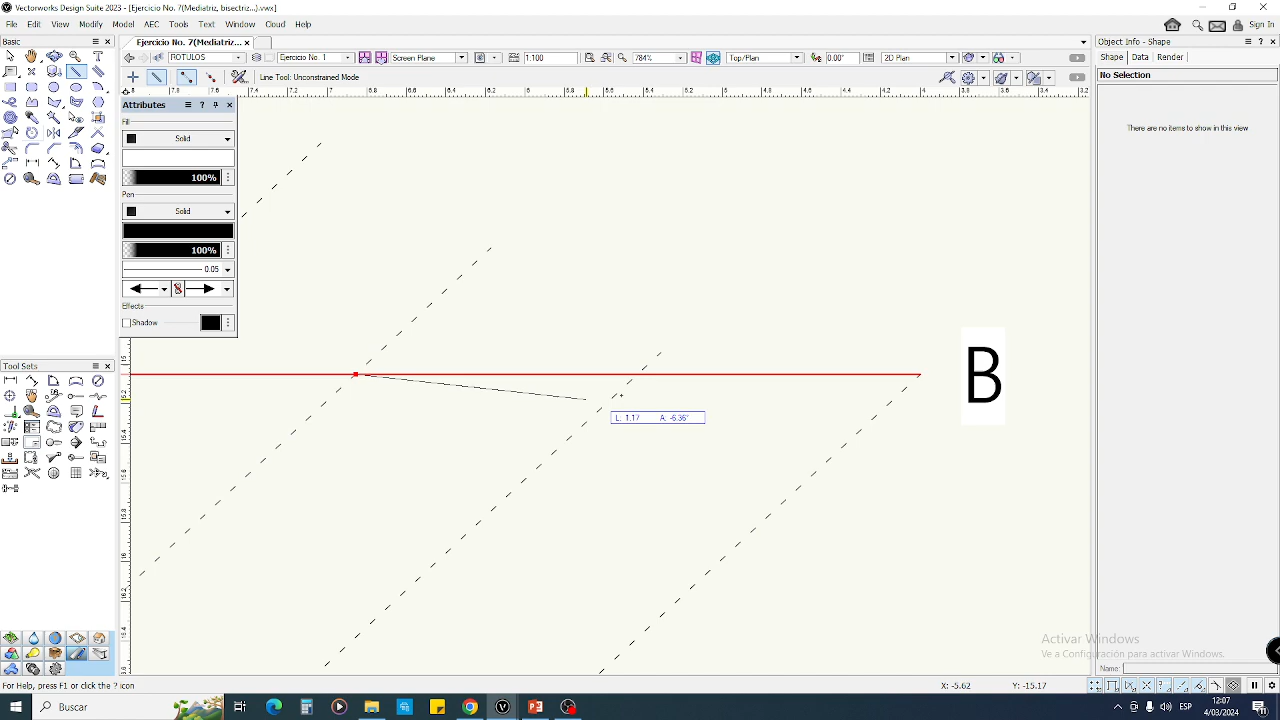 Vectorworks Design Suite 2023 - [Ejercicio No. 7(Mediatriz, bisectriz...).vwx]
File Edit View Modify Model AEC Tools Text Window Cloud Help
Sign In
Basic
Ejercicio No. 7(Mediatriz...
Object Info - Shape
ROTULOS
Ejercicio No. 1
Screen Plane
1:100
784%
Top/Plan
0.00°
2D Plan
Shape Data Render
Line Tool: Unconstrained Mode
No Selection
There are no items to show in this view
Attributes
Fill
Solid
100%
Pen
Solid
100%
0.05
Effects
Shadow
Tool Sets
B
L: 1.17 A: -6.36°
Activar Windows
Ve a Configuración para activar Windows.
Name:
For Help, press F1 or click the ? icon
X: -5.62 Y: -15.17
Buscar
ESP
12:07
4/03/2024